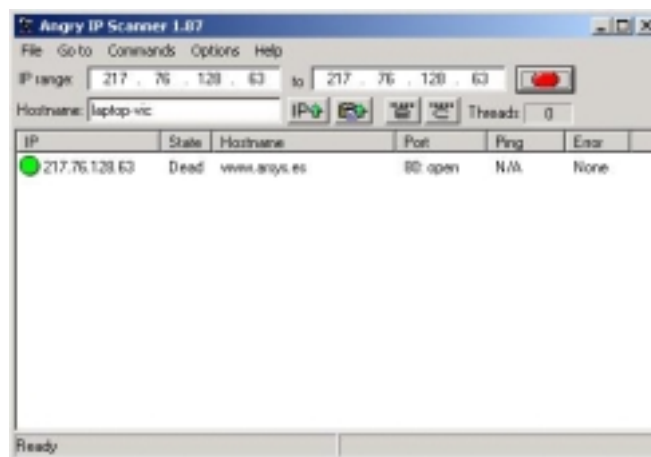 Angry IP Scanner 1.87
File Go to Commands Options Help
IP range: 217 . 76 . 128 . 63 to 217 . 76 . 128 . 63
Hostname: laptop-vic IP Threads: 0
IP State Hostname Port Ping Error
217.76.128.63 Dead www.arsys.es 80: open N/A None
Ready